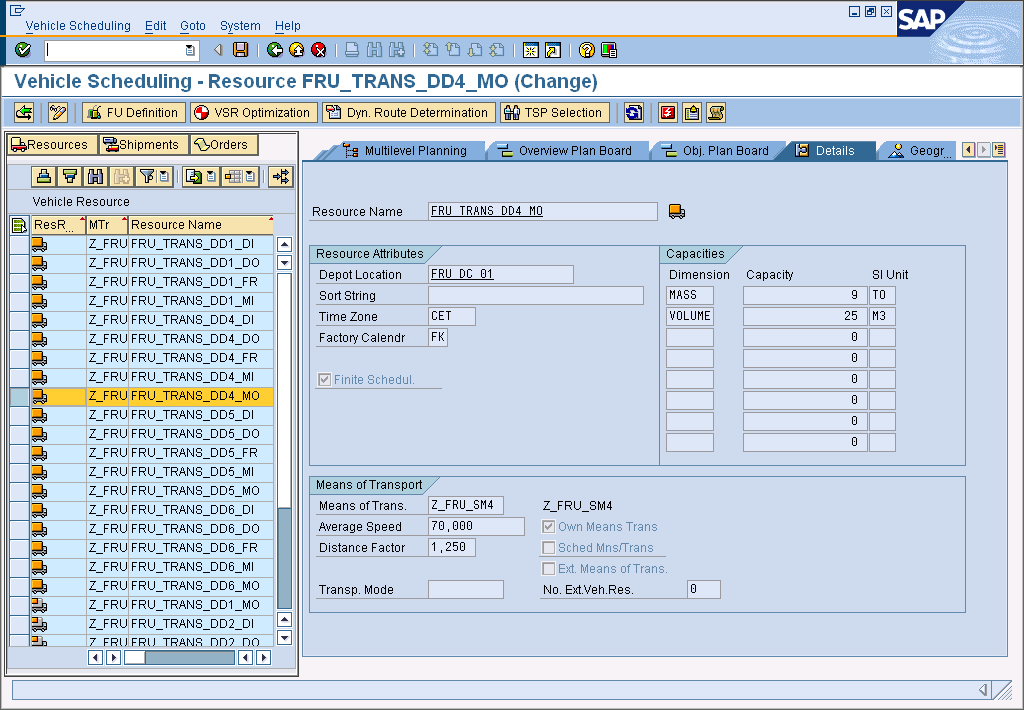 Vehicle Scheduling Edit Goto System Help
SAP
Vehicle Scheduling - Resource FRU_TRANS_DD4_MO (Change)
FU Definition VSR Optimization Dyn. Route Determination TSP Selection
Resources Shipments Orders
Multilevel Planning Overview Plan Board Obj. Plan Board Details Geogr...
Vehicle Resource
ResR... MTr Resource Name
Z_FRU FRU_TRANS_DD1_DI
Z_FRU FRU_TRANS_DD1_DO
Z_FRU FRU_TRANS_DD1_FR
Z_FRU FRU_TRANS_DD1_MI
Z_FRU FRU_TRANS_DD4_DI
Z_FRU FRU_TRANS_DD4_DO
Z_FRU FRU_TRANS_DD4_FR
Z_FRU FRU_TRANS_DD4_MI
Z_FRU FRU_TRANS_DD4_MO
Z_FRU FRU_TRANS_DD5_DI
Z_FRU FRU_TRANS_DD5_DO
Z_FRU FRU_TRANS_DD5_FR
Z_FRU FRU_TRANS_DD5_MI
Z_FRU FRU_TRANS_DD5_MO
Z_FRU FRU_TRANS_DD6_DI
Z_FRU FRU_TRANS_DD6_DO
Z_FRU FRU_TRANS_DD6_FR
Z_FRU FRU_TRANS_DD6_MI
Z_FRU FRU_TRANS_DD6_MO
Z_FRU FRU_TRANS_DD1_MO
Z_FRU FRU_TRANS_DD2_DI
Z_FRU FRU_TRANS_DD2_DO
Resource Name FRU_TRANS_DD4_MO
Resource Attributes
Depot Location FRU_DC_01
Sort String
Time Zone CET
Factory Calendr FK
Finite Schedul.
Capacities
Dimension Capacity SI Unit
MASS 9 TO
VOLUME 25 M3
0
0
0
0
0
0
Means of Transport
Means of Trans. Z_FRU_SM4 Z_FRU_SM4
Average Speed 70,000 Own Means Trans
Distance Factor 1,250 Sched Mns/Trans
Ext. Means of Trans.
Transp. Mode No. Ext.Veh.Res. 0